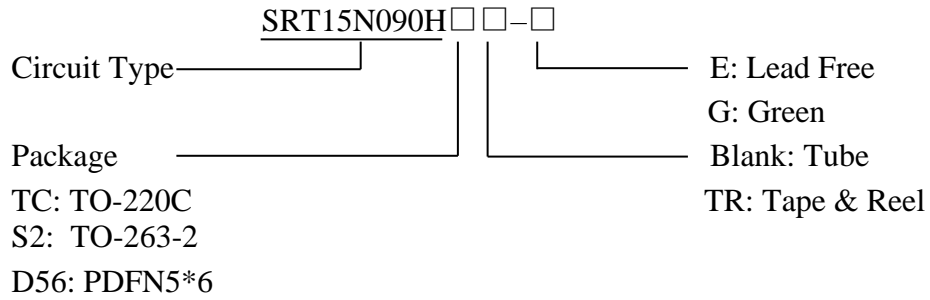 SRT15N090H□ □–□
Circuit Type
E: Lead Free
G: Green
Package
Blank: Tube
TC: TO-220C
TR: Tape & Reel
S2: TO-263-2
D56: PDFN5*6